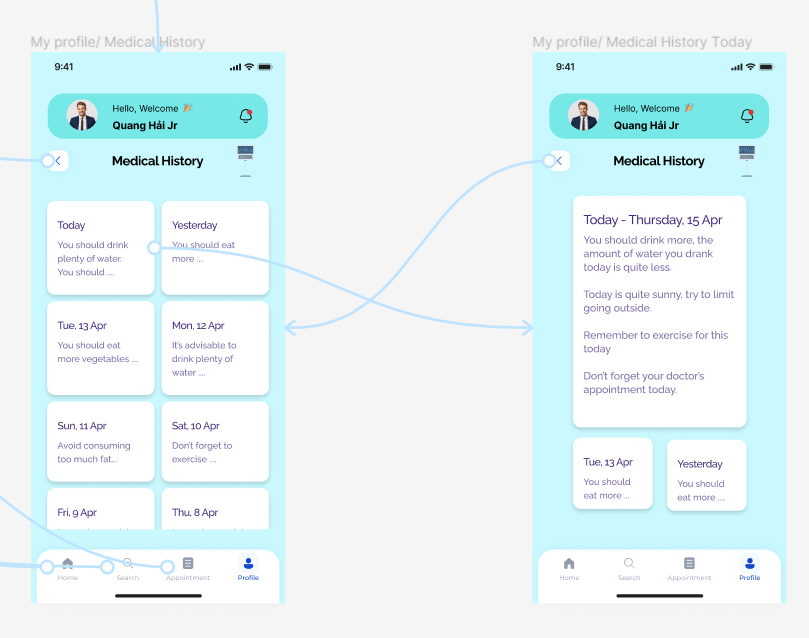 My profile/ Medical History
9:41
Hello, Welcome 🎉
Quang Hải Jr
Medical History
Today
You should drink
plenty of water.
You should ....
Yesterday
You should eat
more ....
Tue, 13 Apr
You should eat
more vegetables ....
Mon, 12 Apr
It's advisable to
drink plenty of
water ....
Sun, 11 Apr
Avoid consuming
too much fat...
Sat, 10 Apr
Don't forget to
exercise ....
Fri, 9 Apr
Thu, 8 Apr
Home
Search
Appointment
Profile
My profile/ Medical History Today
9:41
Hello, Welcome 🎉
Quang Hải Jr
Medical History
Today - Thursday, 15 Apr
You should drink more, the
amount of water you drank
today is quite less.
Today is quite sunny, try to limit
going outside.
Remember to exercise for this
today
Don't forget your doctor's
appointment today.
Tue, 13 Apr
You should
eat more ...
Yesterday
You should
eat more ....
Home
Search
Appointment
Profile